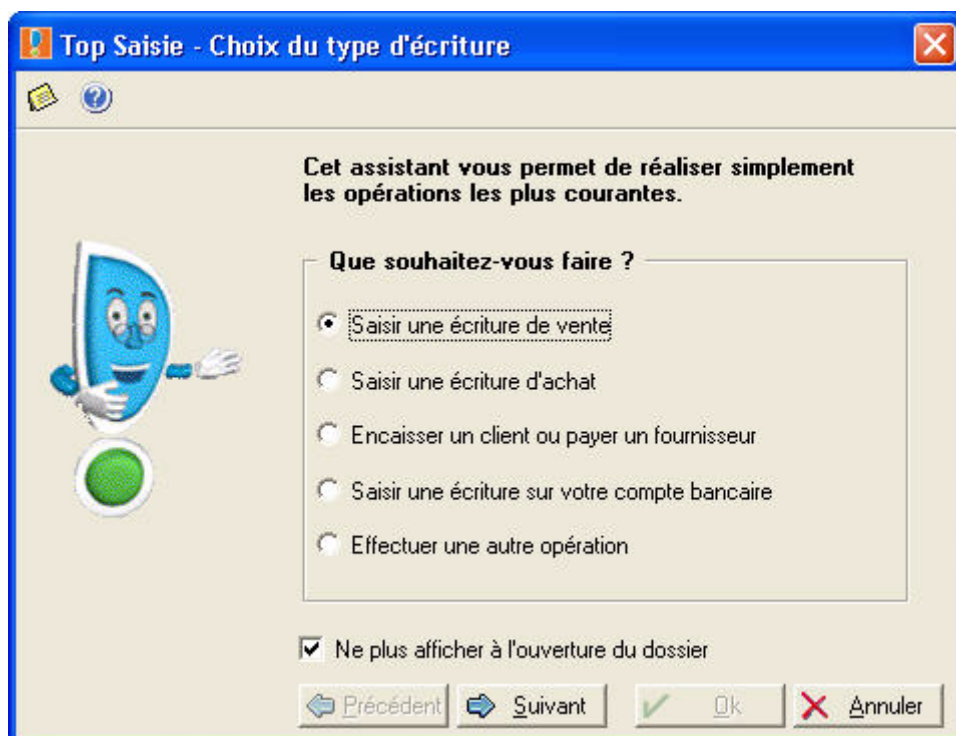 Top Saisie - Choix du type d'écriture
Cet assistant vous permet de réaliser simplement
les opérations les plus courantes.
Que souhaitez-vous faire ?
Saisir une écriture de vente
Saisir une écriture d'achat
Encaisser un client ou payer un fournisseur
Saisir une écriture sur votre compte bancaire
Effectuer une autre opération
Ne plus afficher à l'ouverture du dossier
Précédent Suivant Ok Annuler